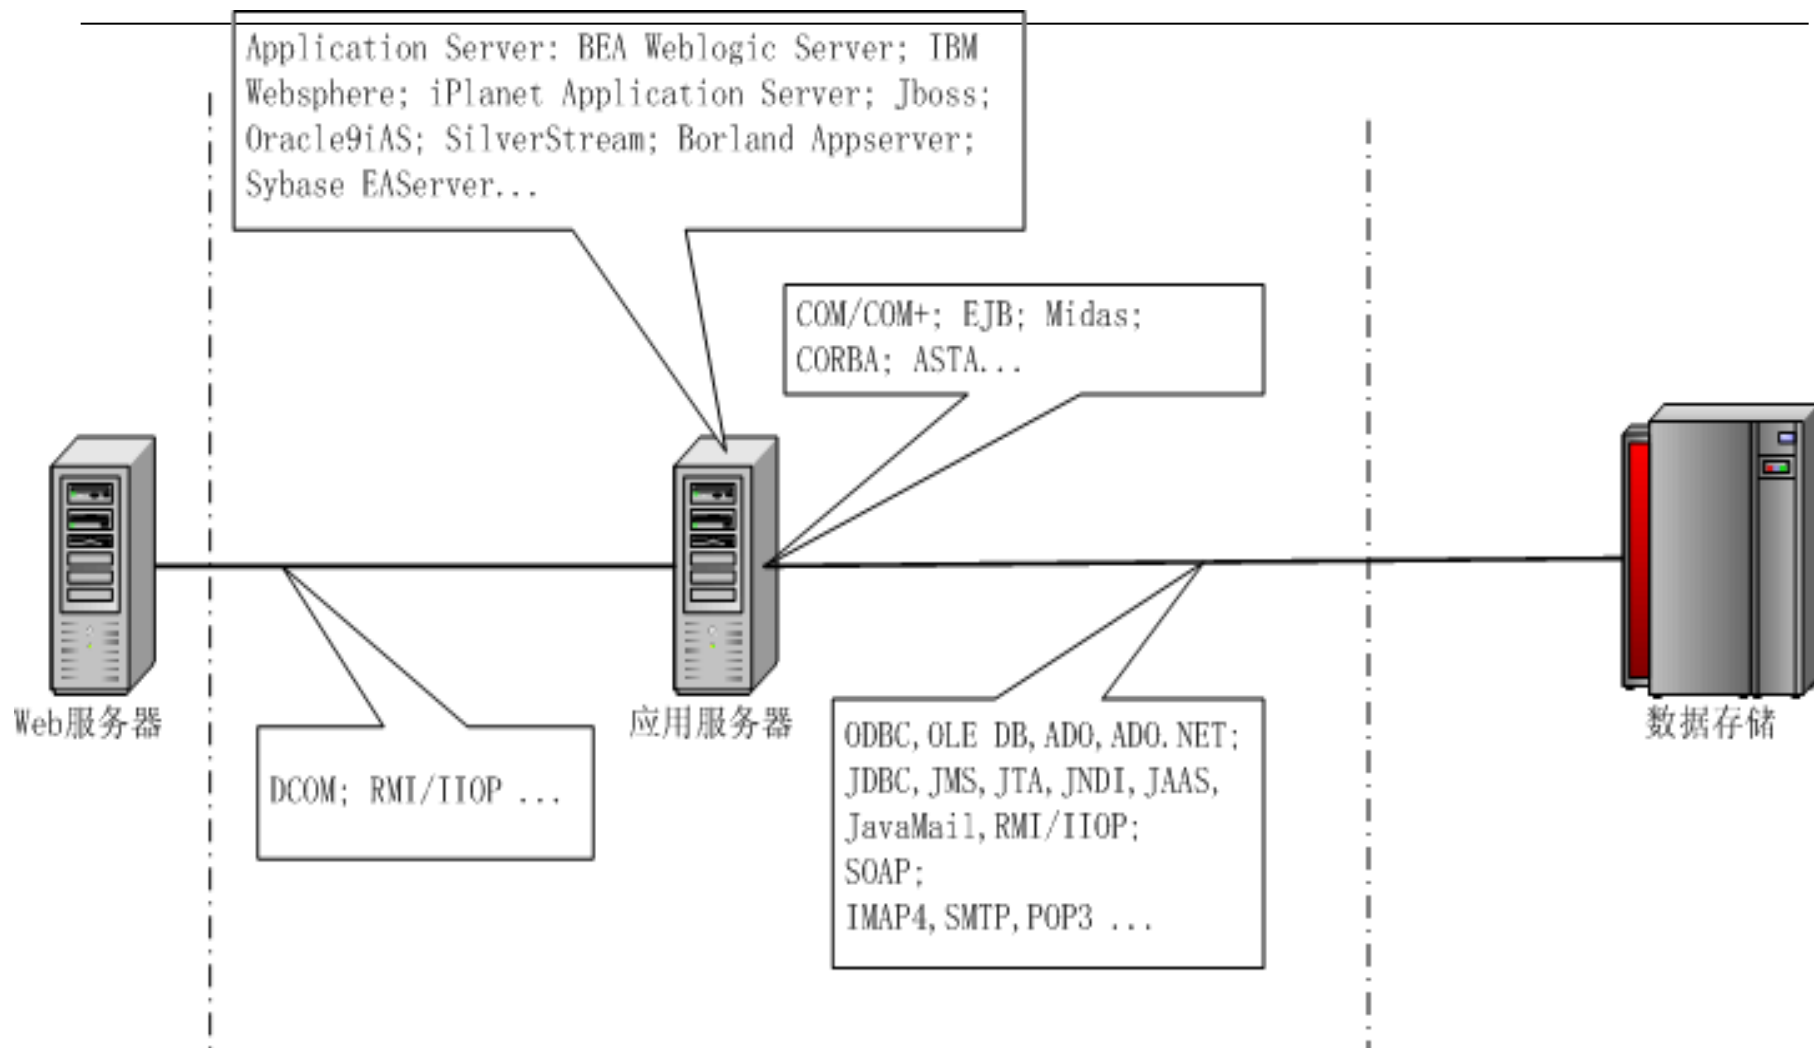 Application Server: BEA Weblogic Server; IBM
Websphere; iPlanet Application Server; Jboss;
Oracle9iAS; SilverStream; Borland Appserver;
Sybase EAServer...
COM/COM+; EJB; Midas;
CORBA; ASTA...
Web服务器
应用服务器
数据存储
DCOM; RMI/IIOP ...
ODBC,OLE DB,ADO,ADO.NET;
JDBC,JMS,JTA,JNDI,JAAS,
JavaMail,RMI/IIOP;
SOAP;
IMAP4,SMTP,POP3 ...